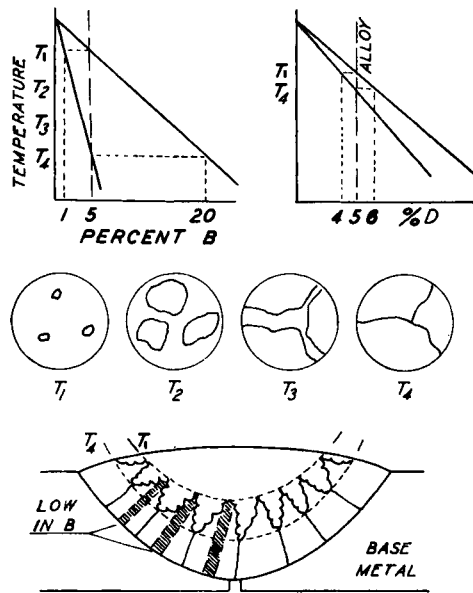 TEMPERATURE
T1
T2
T3
T4
1 5 20
PERCENT B
T1
T4
ALLOY
4 5 6 % D
T1 T2 T3 T4
T4 T1
LOW
IN B
BASE
METAL